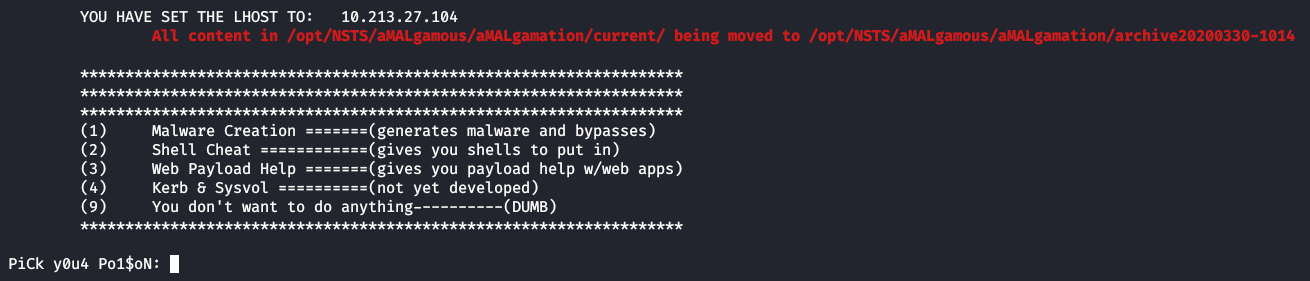 YOU HAVE SET THE LHOST TO:   10.213.27.104
All content in /opt/NSTS/aMALgamous/aMALgamation/current/ being moved to /opt/NSTS/aMALgamous/aMALgamation/archive20200330-1014
*******************************************************************
*******************************************************************
*******************************************************************
(1)     Malware Creation =======(generates malware and bypasses)
(2)     Shell Cheat ============(gives you shells to put in)
(3)     Web Payload Help =======(gives you payload help w/web apps)
(4)     Kerb & Sysvol ==========(not yet developed)
(9)     You don't want to do anything----------(DUMB)
*******************************************************************
PiCk y0u4 Po1$oN: